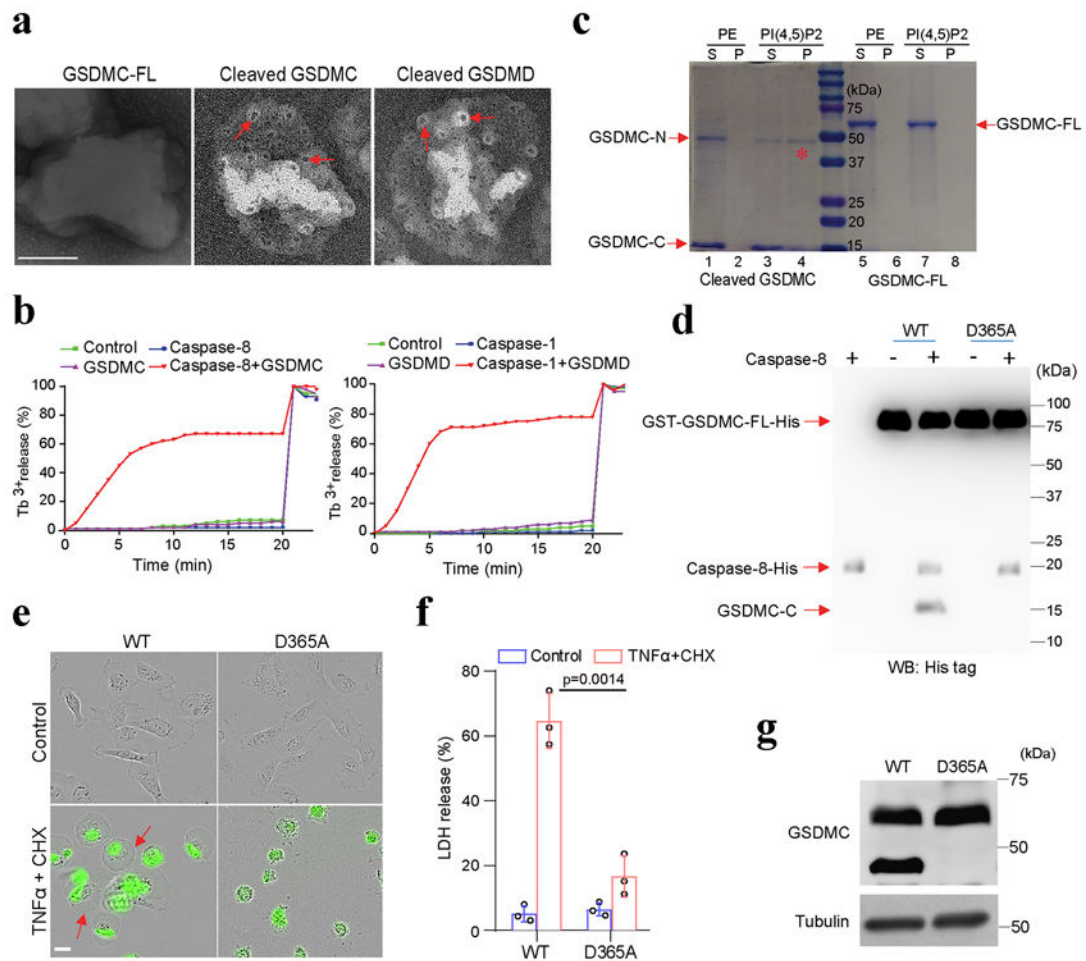 a
GSDMC-FL Cleaved GSDMC Cleaved GSDMD
b
Control Caspase-8
GSDMC Caspase-8+GSDMC
Tb3+release (%)
100
80
60
40
20
0
0 5 10 15 20
Time (min)
Control Caspase-1
GSDMD Caspase-1+GSDMD
Tb3+release (%)
100
80
60
40
20
0
0 5 10 15 20
Time (min)
c
PE PI(4,5)P2 PE PI(4,5)P2
S P S P S P S P
(kDa)
75
50
37
25
20
15
GSDMC-N
GSDMC-C
GSDMC-FL
*
1 2 3 4 5 6 7 8
Cleaved GSDMC GSDMC-FL
d
WT D365A
Caspase-8 + - + - +
(kDa)
GST-GSDMC-FL-His
Caspase-8-His
GSDMC-C
100
75
50
37
25
20
15
10
WB: His tag
e
WT D365A
Control
TNFα + CHX
f
Control TNFα+CHX
p=0.0014
LDH release (%)
80
60
40
20
0
WT D365A
g
(kDa)
WT D365A
GSDMC
75
50
Tubulin
50